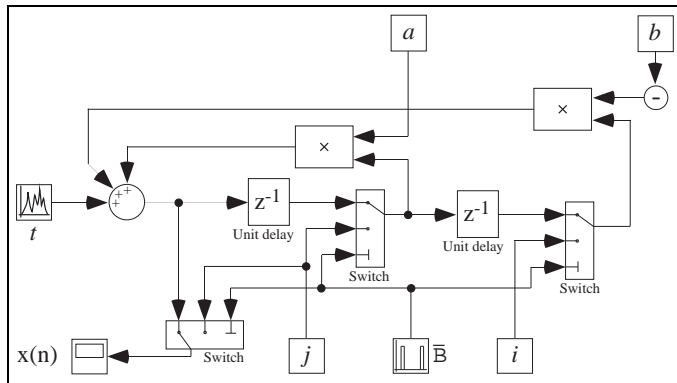 a
b
×
-
×
+
+
+
t
z-1
Unit delay
Switch
z-1
Unit delay
Switch
x(n)
Switch
j
B̅
i